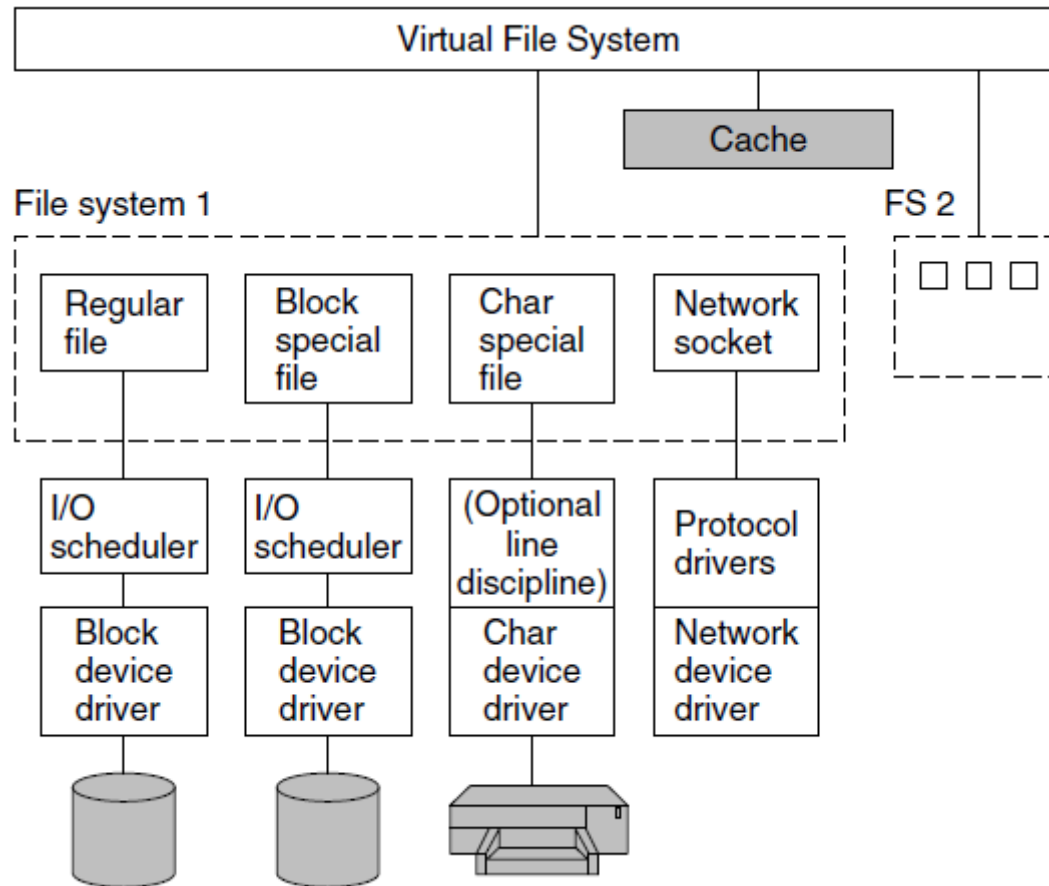 Virtual File System
Cache
File system 1
FS 2
Regular
file
Block
special
file
Char
special
file
Network
socket
I/O
scheduler
I/O
scheduler
(Optional
line
discipline)
Protocol
drivers
Block
device
driver
Block
device
driver
Char
device
driver
Network
device
driver